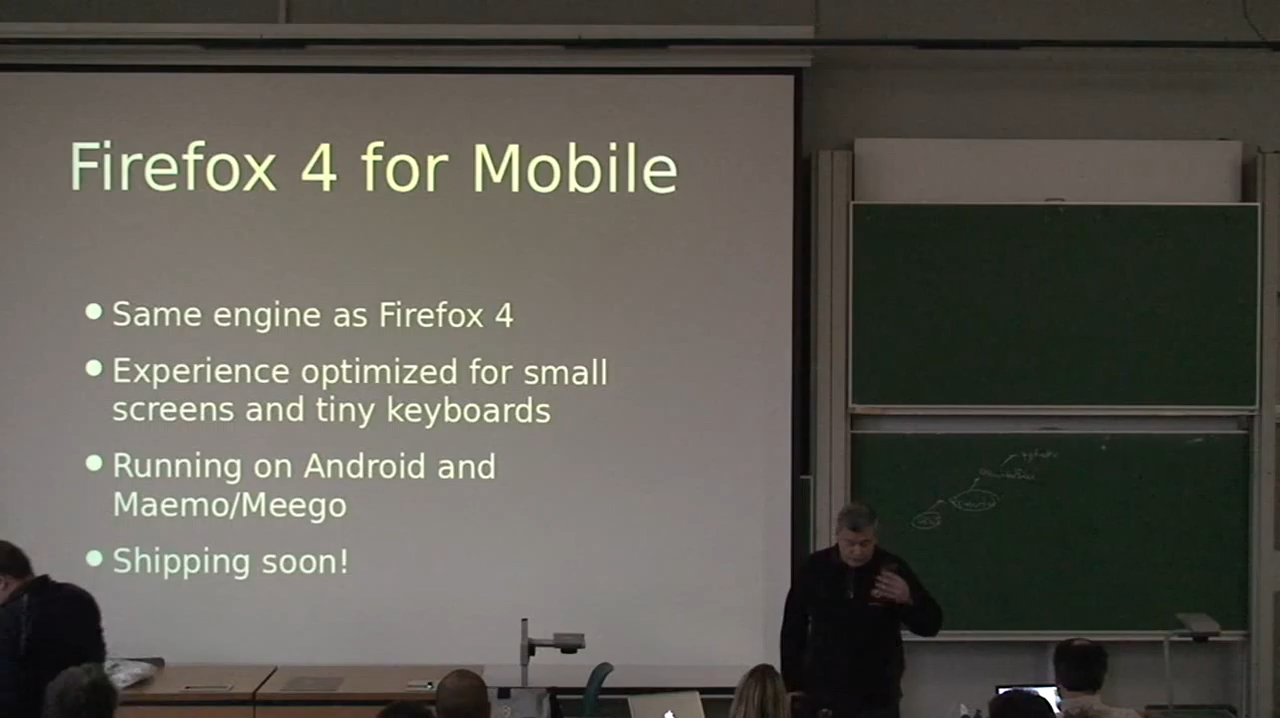 Firefox 4 for Mobile
● Same engine as Firefox 4
● Experience optimized for small
screens and tiny keyboards
● Running on Android and
Maemo/Meego
● Shipping soon!